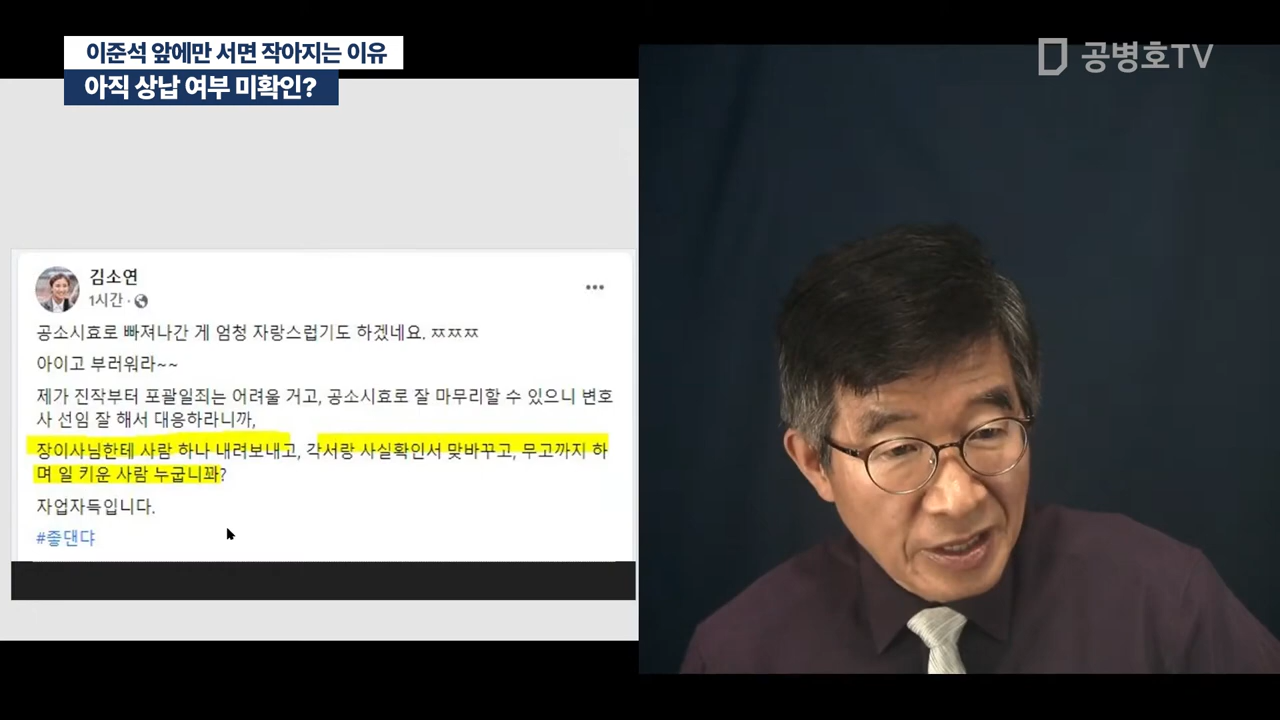 이준석 앞에만 서면 작아지는 이유
아직 상납 여부 미확인?
공병호TV
김소연
1시간 ·
공소시효로 빠져나간 게 엄청 자랑스럽기도 하겠네요. ㅉㅉㅉ
아이고 부러워라~~
제가 진작부터 포괄일죄는 어려울 거고, 공소시효로 잘 마무리할 수 있으니 변호
사 선임 잘 해서 대응하라니까,
장이사님한테 사람 하나 내려보내고, 각서랑 사실확인서 맞바꾸고, 무고까지 하
며 일 키운 사람 누굽니꽈?
자업자득입니다.
#좋댄댜